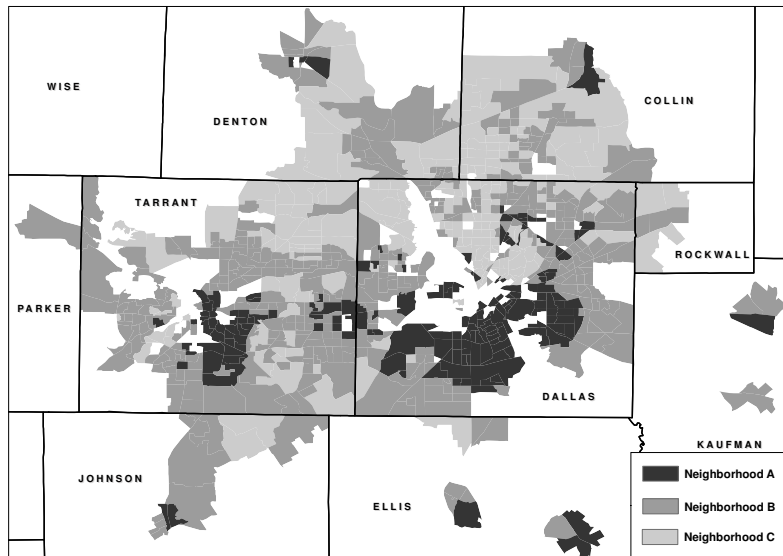 WISE
DENTON
COLLIN
TARRANT
ROCKWALL
PARKER
DALLAS
KAUFMAN
JOHNSON
ELLIS
Neighborhood A
Neighborhood B
Neighborhood C